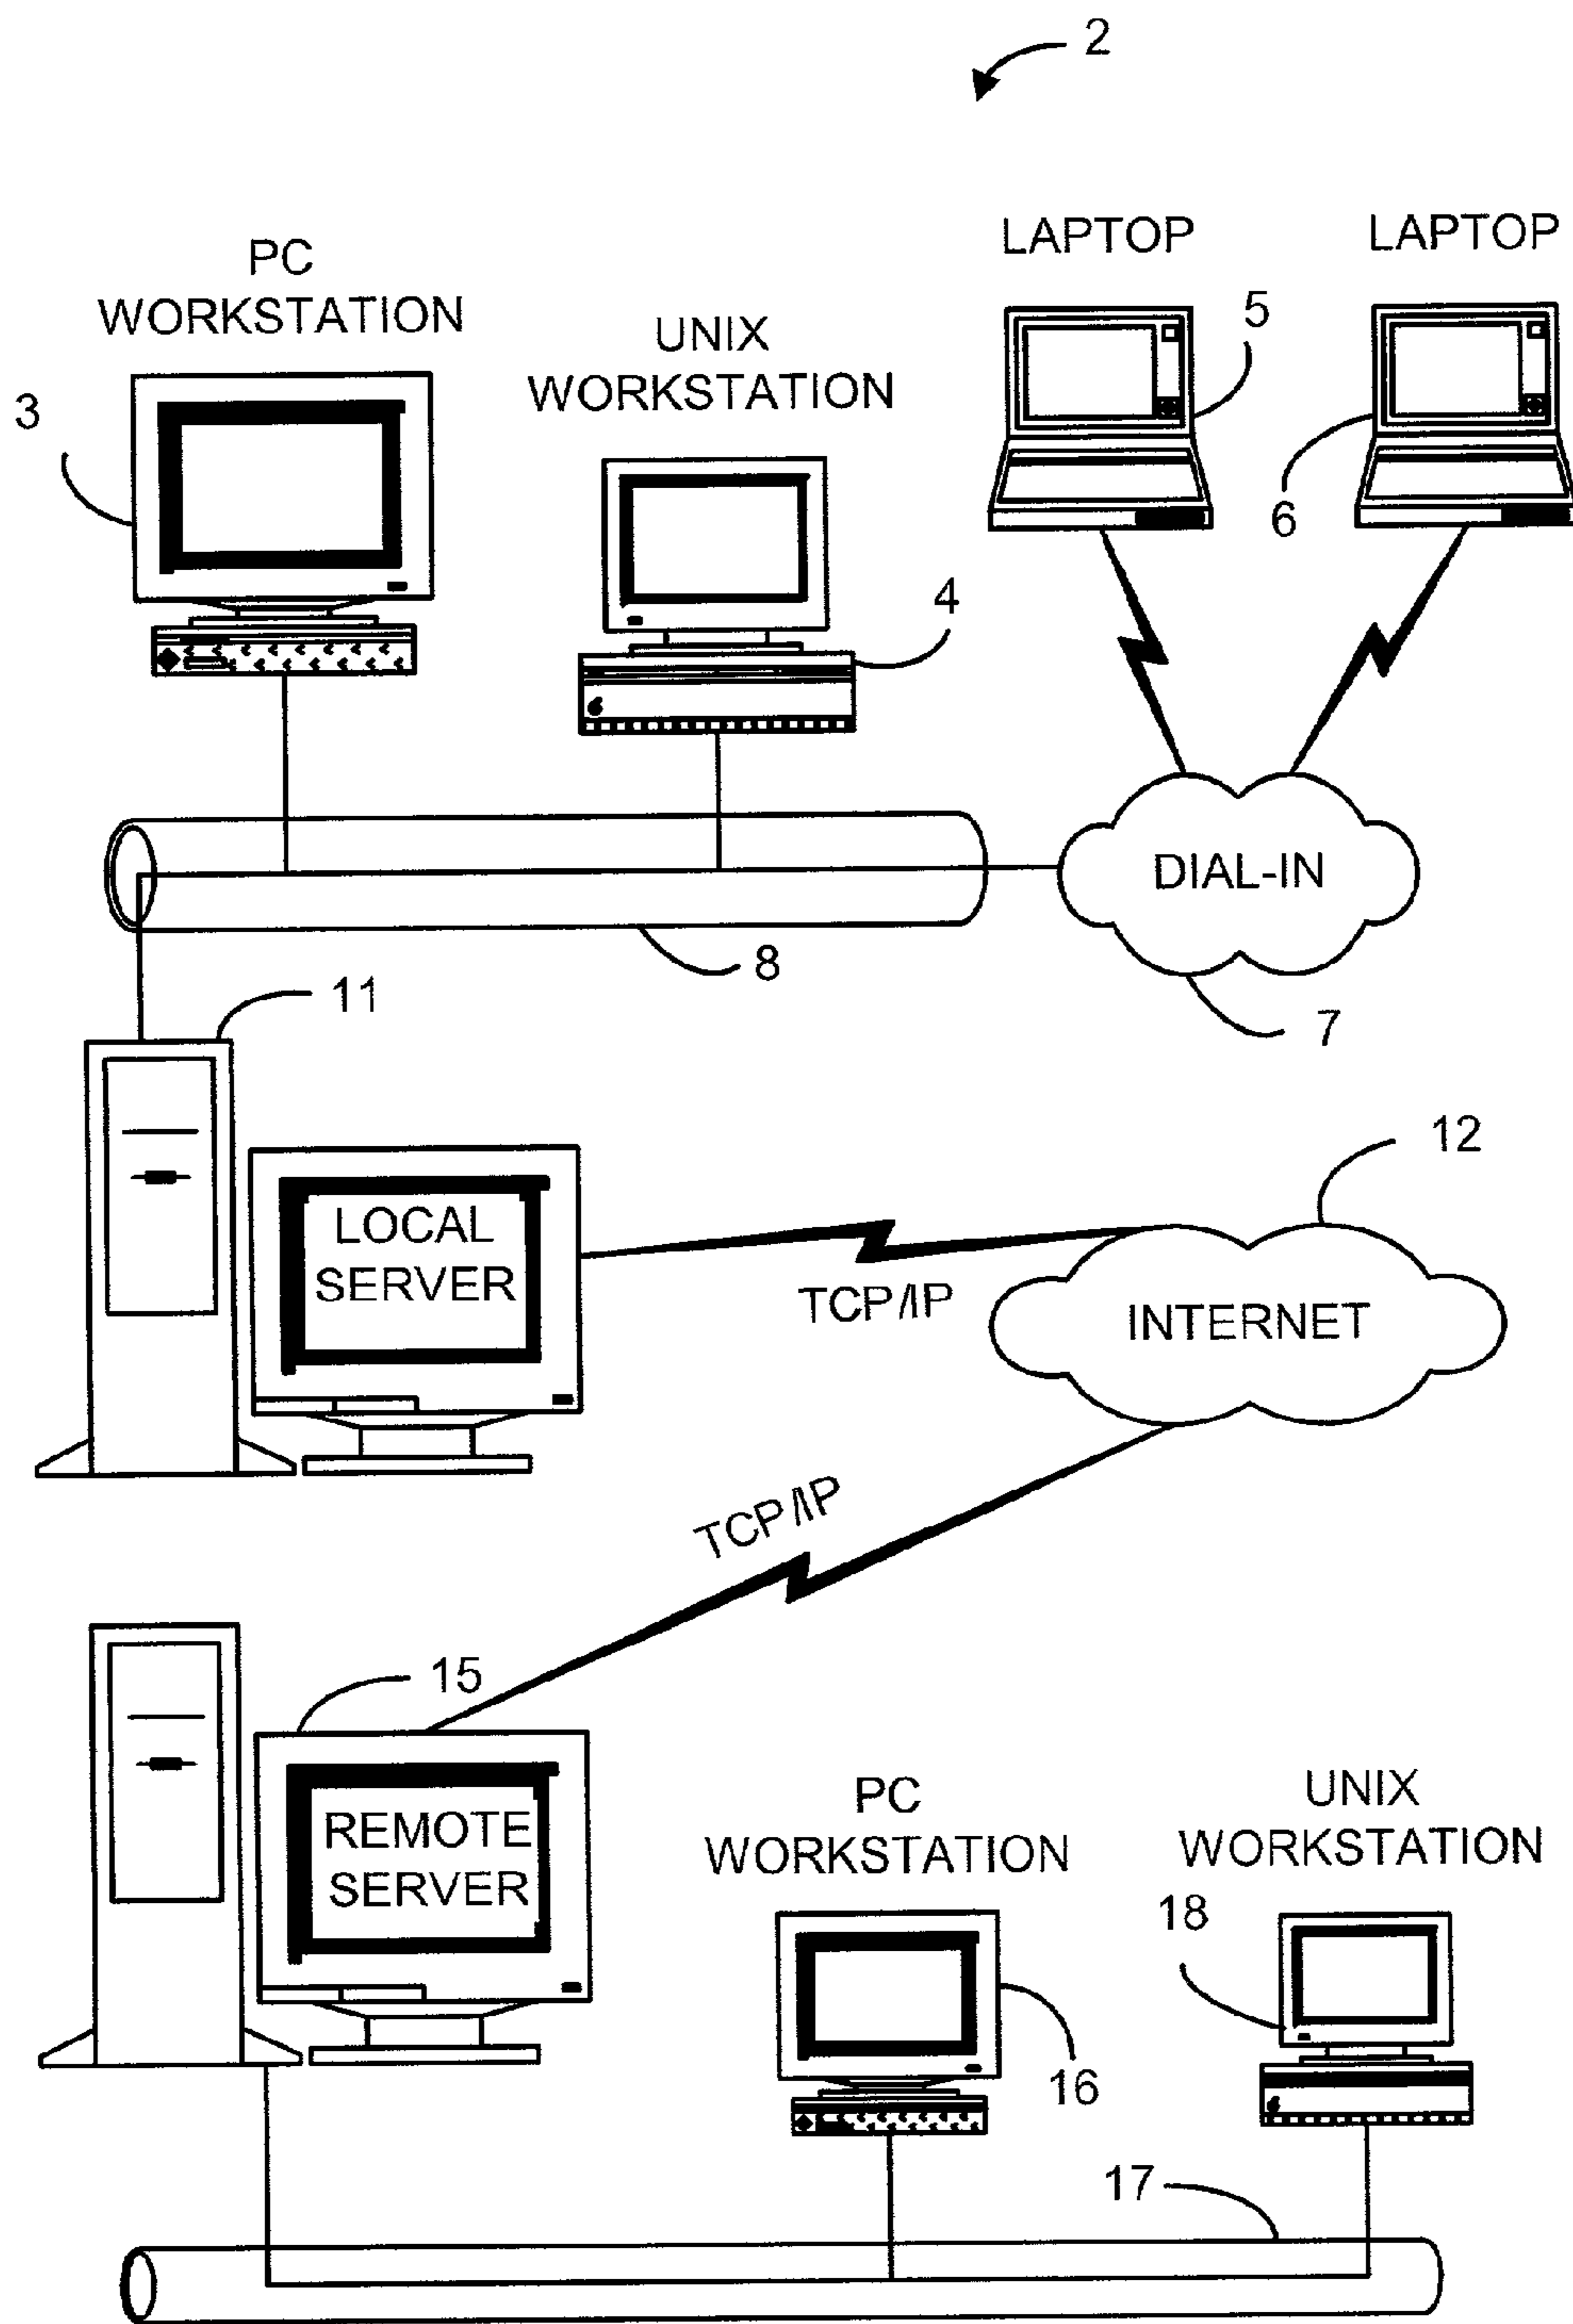 2
LAPTOP
LAPTOP
PC
WORKSTATION
UNIX
WORKSTATION
5
3
6
4
DIAL-IN
8
11
7
12
LOCAL
SERVER
TCP/IP
INTERNET
TCP/IP
15
REMOTE
SERVER
PC
WORKSTATION
UNIX
WORKSTATION
18
16
17